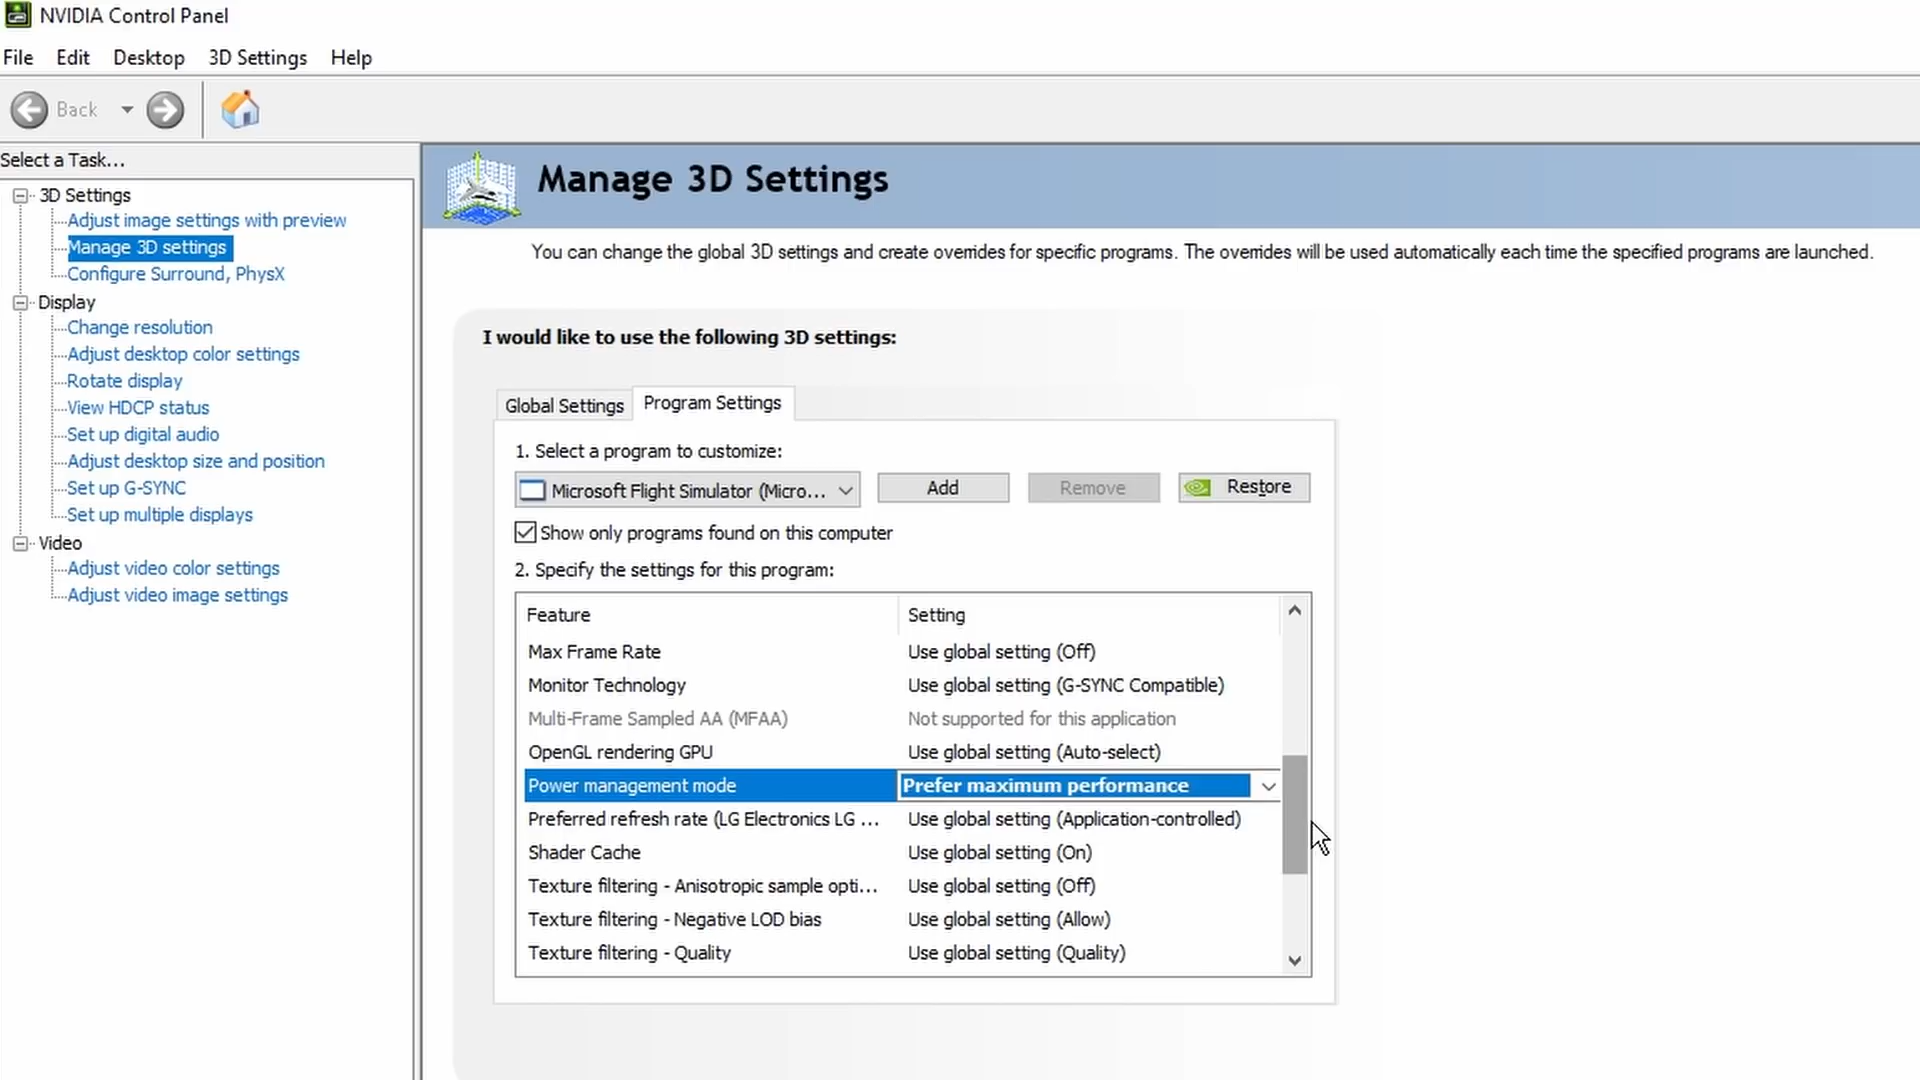 NVIDIA Control Panel
File Edit Desktop 3D Settings Help
Back
Select a Task...
3D Settings
Adjust image settings with preview
Manage 3D settings
Configure Surround, PhysX
Display
Change resolution
Adjust desktop color settings
Rotate display
View HDCP status
Set up digital audio
Adjust desktop size and position
Set up G-SYNC
Set up multiple displays
Video
Adjust video color settings
Adjust video image settings
Manage 3D Settings
You can change the global 3D settings and create overrides for specific programs. The overrides will be used automatically each time the specified programs are launched.
I would like to use the following 3D settings:
Global Settings Program Settings
1. Select a program to customize:
Microsoft Flight Simulator (Micro... Add Remove Restore
Show only programs found on this computer
2. Specify the settings for this program:
Feature Setting
Max Frame Rate Use global setting (Off)
Monitor Technology Use global setting (G-SYNC Compatible)
Multi-Frame Sampled AA (MFAA) Not supported for this application
OpenGL rendering GPU Use global setting (Auto-select)
Power management mode Prefer maximum performance
Preferred refresh rate (LG Electronics LG ... Use global setting (Application-controlled)
Shader Cache Use global setting (On)
Texture filtering - Anisotropic sample opti... Use global setting (Off)
Texture filtering - Negative LOD bias Use global setting (Allow)
Texture filtering - Quality Use global setting (Quality)